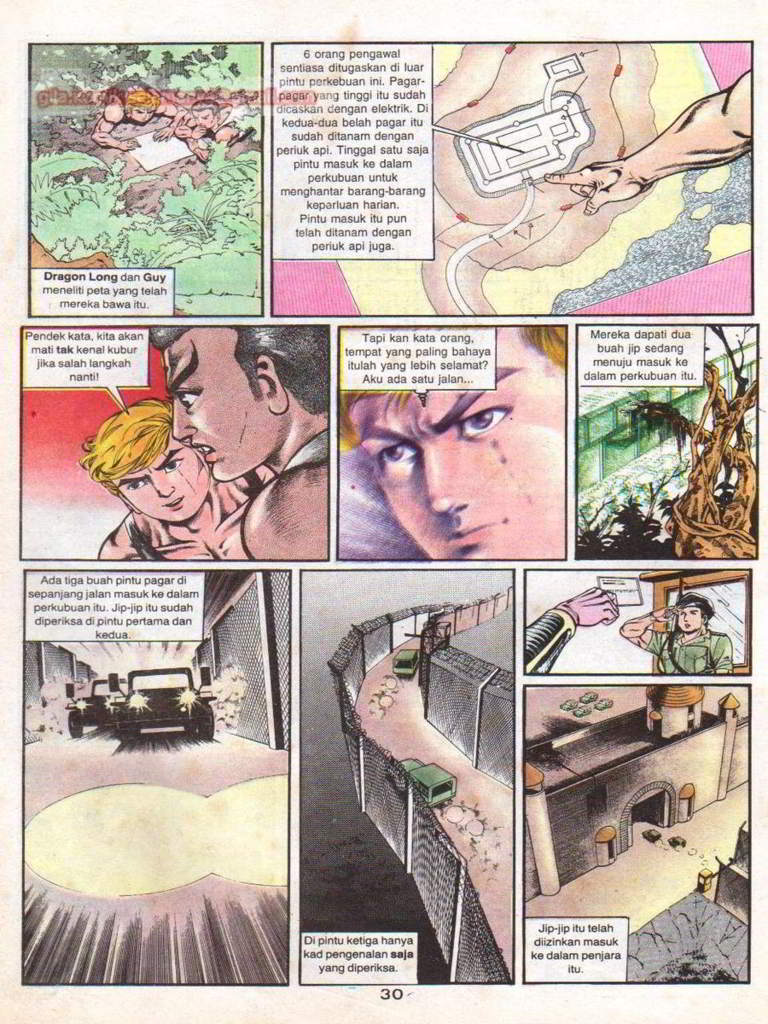 Dragon Long dan Guy
meneliti peta yang telah
mereka bawa itu.
6 orang pengawal
sentiasa ditugaskan di luar
pintu perkebuan ini. Pagar-
pagar yang tinggi itu sudah
dicaskan dengan elektrik. Di
kedua-dua belah pagar itu
sudah ditanam dengan
periuk api. Tinggal satu saja
pintu masuk ke dalam
perkubuan untuk
menghantar barang-barang
keperluan harian.
Pintu masuk itu pun
telah ditanam dengan
periuk api juga.
Pendek kata, kita akan
mati tak kenal kubur
jika salah langkah
nanti!
Tapi kan kata orang,
tempat yang paling bahaya
itulah yang lebih selamat?
Aku ada satu jalan...
Mereka dapati dua
buah jip sedang
menuju masuk ke
dalam perkubuan itu.
Ada tiga buah pintu pagar di
sepanjang jalan masuk ke dalam
perkubuan itu. Jip-jip itu sudah
diperiksa di pintu pertama dan
kedua.
Di pintu ketiga hanya
kad pengenalan saja
yang diperiksa.
Jip-jip itu telah
diizinkan masuk
ke dalam penjara
itu.
30